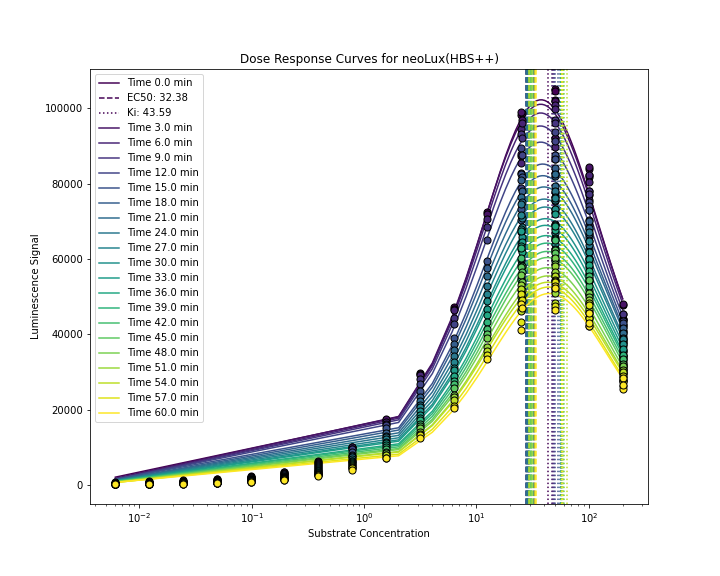 Dose Response Curves for neoLux(HBS++)
Time 0.0 min
EC50: 32.38
Ki: 43.59
Time 3.0 min
Time 6.0 min
Time 9.0 min
Time 12.0 min
Time 15.0 min
Time 18.0 min
Time 21.0 min
Time 24.0 min
Time 27.0 min
Time 30.0 min
Time 33.0 min
Time 36.0 min
Time 39.0 min
Time 42.0 min
Time 45.0 min
Time 48.0 min
Time 51.0 min
Time 54.0 min
Time 57.0 min
Time 60.0 min
Luminescence Signal
100000
80000
60000
40000
20000
0
10⁻² 10⁻¹ 10⁰ 10¹ 10²
Substrate Concentration